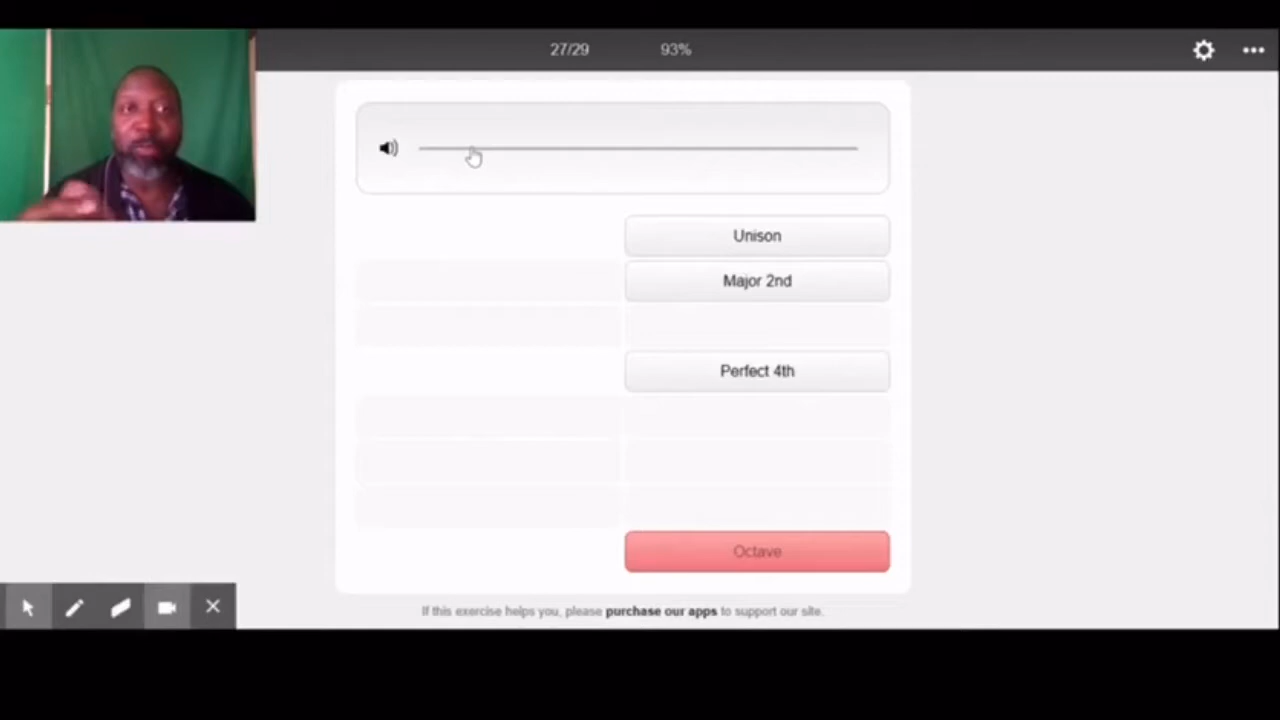 27/29 93%
Unison
Major 2nd
Perfect 4th
Octave
If this exercise helps you, please purchase our apps to support our site.